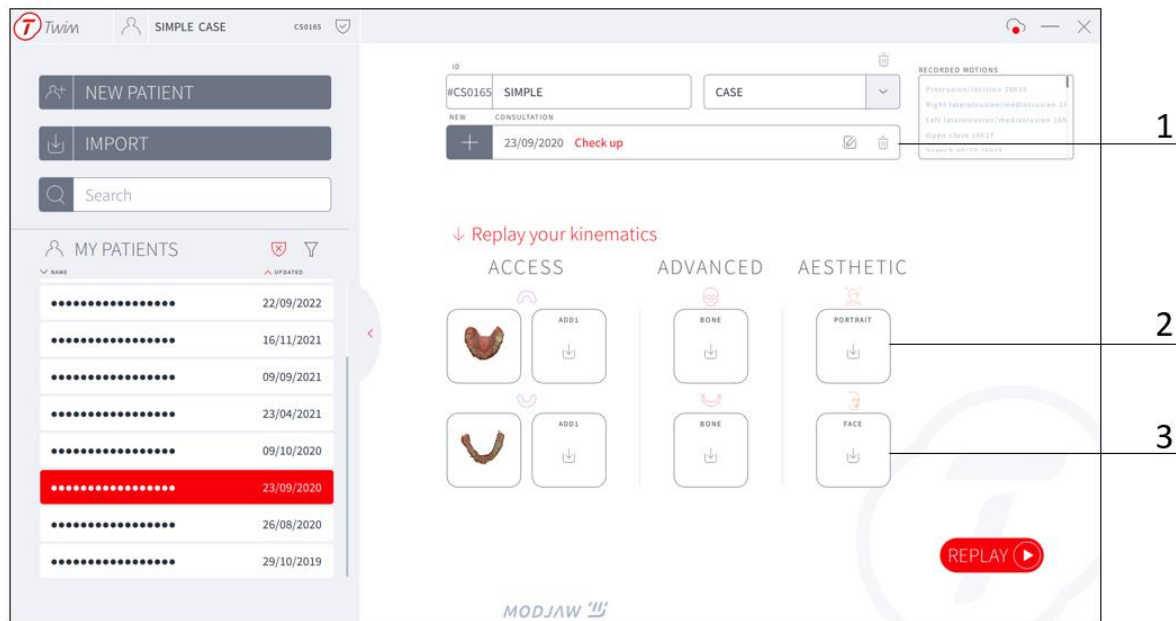 Twim SIMPLE CASE CS0165
NEW PATIENT
IMPORT
Search
MY PATIENTS
NAME UPDATED
•••••••••••••••••• 22/09/2022
•••••••••••••••••• 16/11/2021
•••••••••••••••••• 09/09/2021
•••••••••••••••••• 23/04/2021
•••••••••••••••••• 09/10/2020
•••••••••••••••••• 23/09/2020
•••••••••••••••••• 26/08/2020
•••••••••••••••••• 29/10/2019
ID
#CS0165 SIMPLE CASE
NEW CONSULTATION
23/09/2020 Check up
RECORDED MOTIONS
Protrusion/Incision 16h15
Right laterotrusion/mediotrusion
Left laterotrusion/mediotrusion 16h
Open close 16h17
1
Replay your kinematics
ACCESS ADVANCED AESTHETIC
ADD1 BONE PORTRAIT
2
ADD1 BONE FACE
3
REPLAY
MODJAW